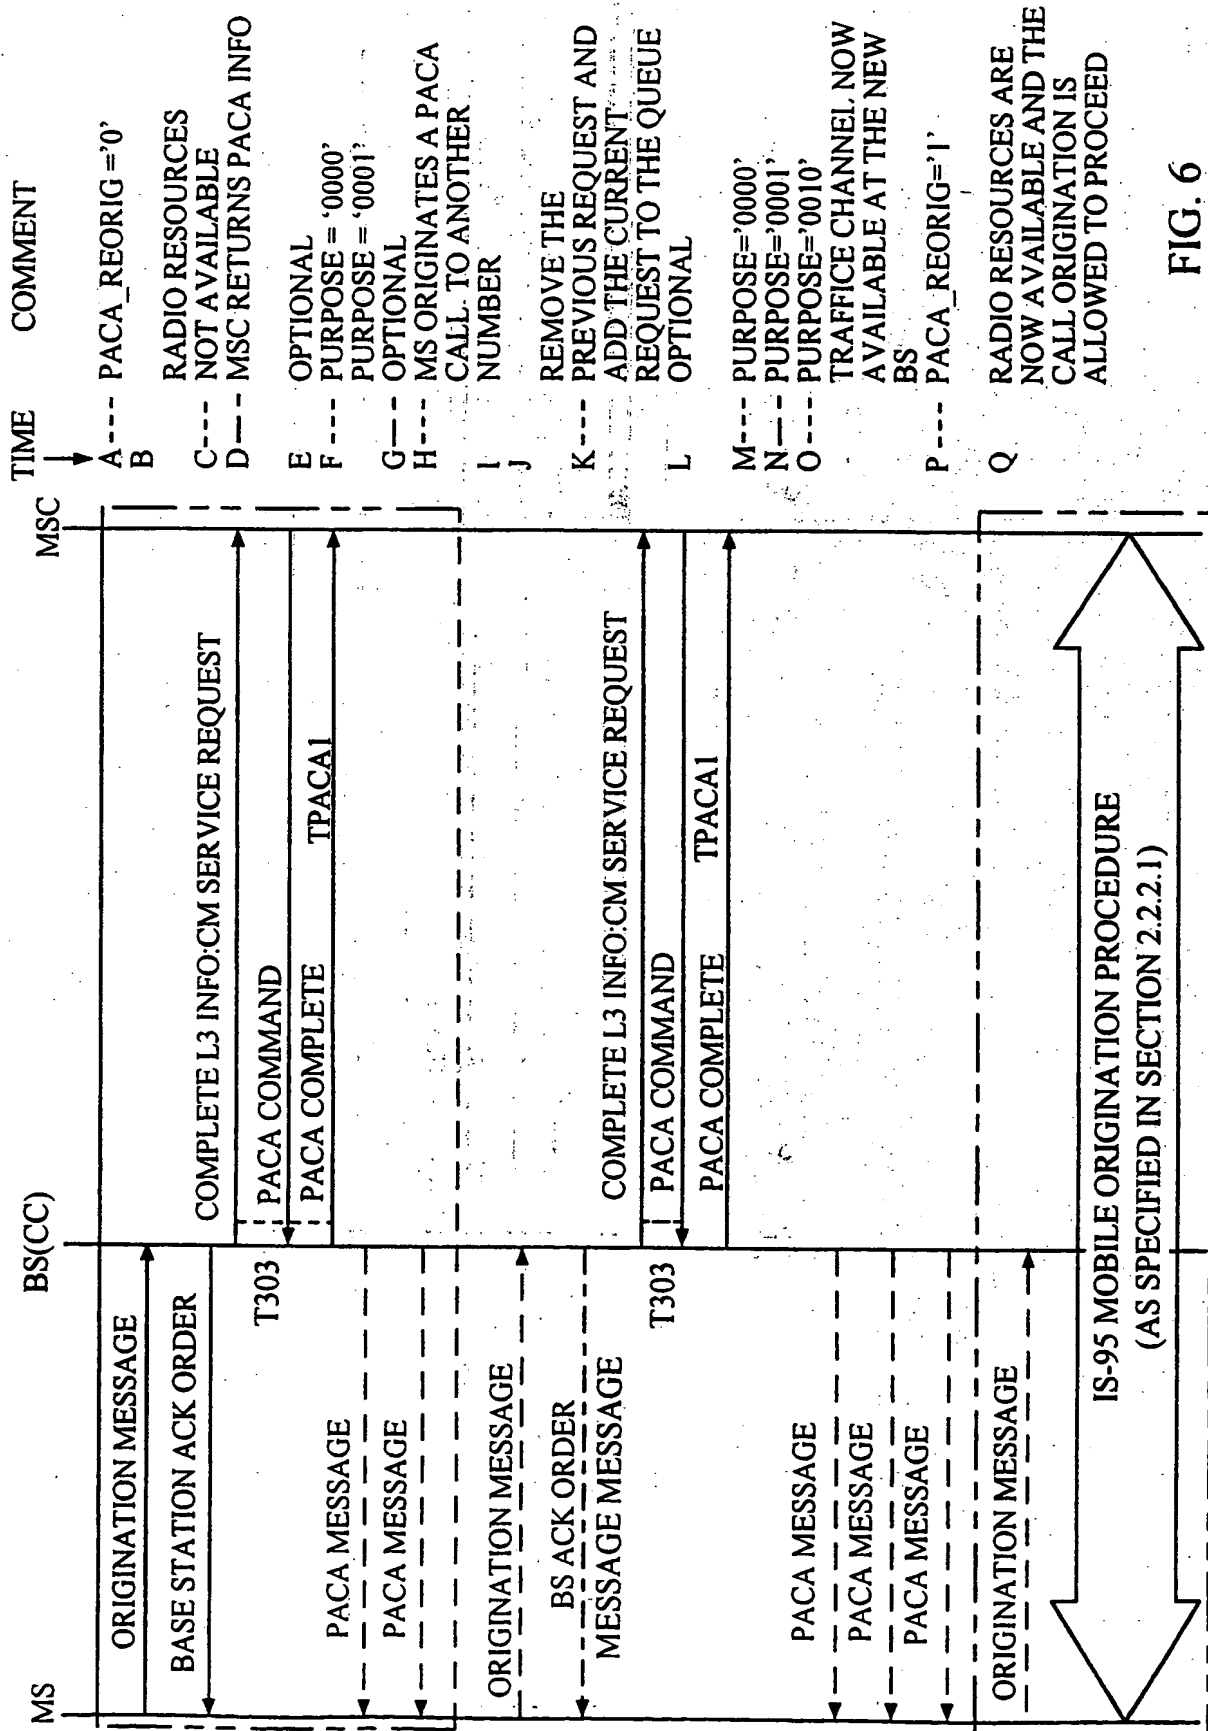 MS
BS(CC)
MSC
TIME
COMMENT
ORIGINATION MESSAGE
BASE STATION ACK ORDER
COMPLETE L3 INFO:CM SERVICE REQUEST
PACA COMMAND
PACA COMPLETE
TPACA1
T303
PACA MESSAGE
PACA MESSAGE
ORIGINATION MESSAGE
BS ACK ORDER
MESSAGE MESSAGE
COMPLETE L3 INFO:CM SERVICE REQUEST
PACA COMMAND
PACA COMPLETE
TPACA1
T303
PACA MESSAGE
PACA MESSAGE
PACA MESSAGE
ORIGINATION MESSAGE
IS-95 MOBILE ORIGINATION PROCEDURE
(AS SPECIFIED IN SECTION 2.2.2.1)
A---- PACA_REORIG ='0'
B
RADIO RESOURCES
C---- NOT AVAILABLE
D—— MSC RETURNS PACA INFO
E OPTIONAL
F ---- PURPOSE = '0000'
PURPOSE = '0001'
G—— OPTIONAL
H---- MS ORIGINATES A PACA
CALL TO ANOTHER
I NUMBER
J
REMOVE THE
K---- PREVIOUS REQUEST AND
ADD THE CURRENT
REQUEST TO THE QUEUE
L OPTIONAL
M---- PURPOSE='0000'
N—— PURPOSE='0001'
O---- PURPOSE='0010'
TRAFFICE CHANNEL NOW
AVAILABLE AT THE NEW
BS
P ---- PACA_REORIG='1'
Q RADIO RESOURCES ARE
NOW AVAILABLE AND THE
CALL ORIGINATION IS
ALLOWED TO PROCEED
FIG. 6